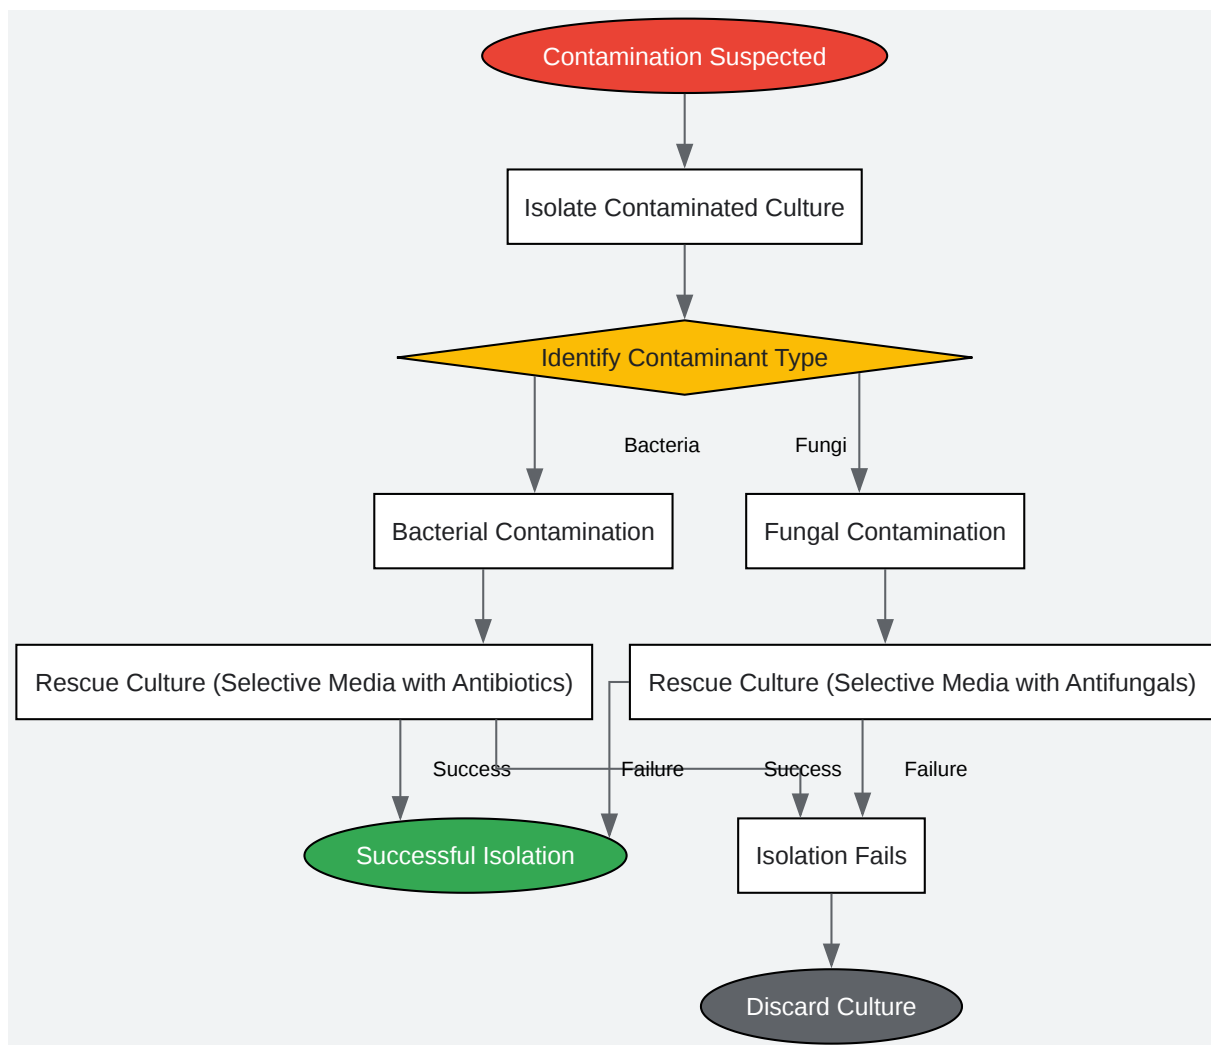 Contamination Suspected
Isolate Contaminated Culture
Identify Contaminant Type
Bacteria
Fungi
Bacterial Contamination
Fungal Contamination
Rescue Culture (Selective Media with Antibiotics)
Rescue Culture (Selective Media with Antifungals)
Success
Failure
Success
Failure
Successful Isolation
Isolation Fails
Discard Culture